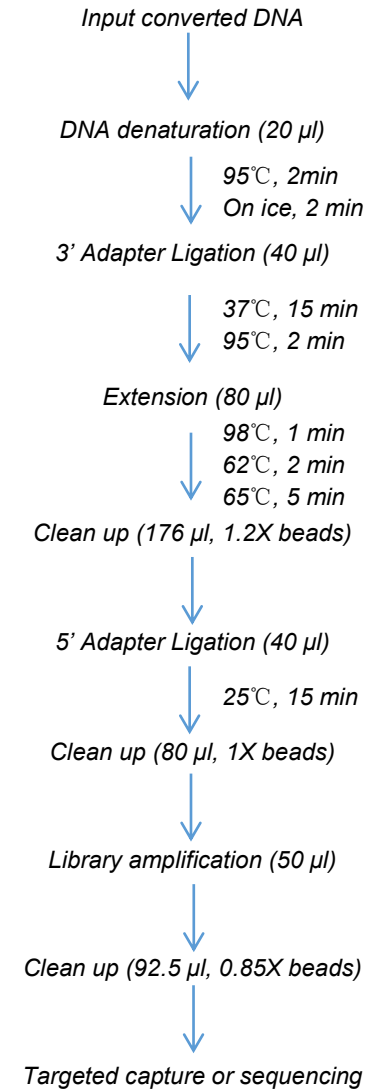 Input converted DNA
DNA denaturation (20 µl)
95℃, 2min
On ice, 2 min
3’ Adapter Ligation (40 µl)
37℃, 15 min
95℃, 2 min
Extension (80 µl)
98℃, 1 min
62℃, 2 min
65℃, 5 min
Clean up (176 µl, 1.2X beads)
5’ Adapter Ligation (40 µl)
25℃, 15 min
Clean up (80 µl, 1X beads)
Library amplification (50 µl)
Clean up (92.5 µl, 0.85X beads)
Targeted capture or sequencing